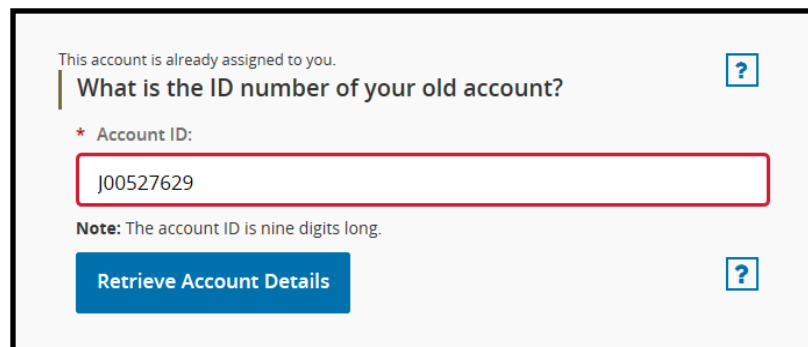 This account is already assigned to you.
?
What is the ID number of your old account?
* Account ID:
J00527629
Note: The account ID is nine digits long.
Retrieve Account Details
?